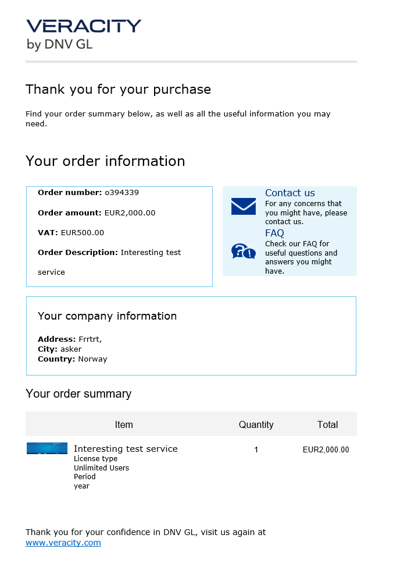 VERACITY
by DNV GL
Thank you for your purchase
Find your order summary below, as well as all the useful information you may
need.
Your order information
Order number: o394339
Order amount: EUR2,000.00
VAT: EUR500.00
Order Description: Interesting test
service
Contact us
For any concerns that
you might have, please
contact us.
FAQ
Check our FAQ for
useful questions and
answers you might
have.
Your company information
Address: Frrtrt,
City: asker
Country: Norway
Your order summary
Item Quantity Total
Interesting test service 1 EUR2,000.00
License type
Unlimited Users
Period
year
Thank you for your confidence in DNV GL, visit us again at
www.veracity.com